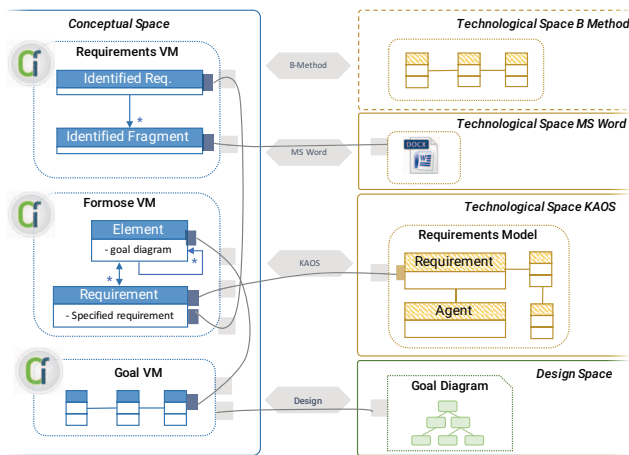 Conceptual Space
Requirements VM
Identified Req.
*
Identified Fragment
Formose VM
Element
- goal diagram
*
*
Requirement
- Specified requirement
Goal VM
B-Method
MS Word
KAOS
Design
Technological Space B Method
Technological Space MS Word
DOCX
W
Technological Space KAOS
Requirements Model
Requirement
Agent
Design Space
Goal Diagram